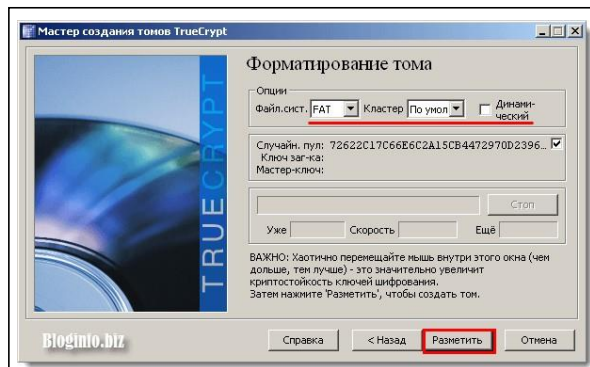 Мастер создания томов TrueCrypt
TRUECRYPT
Форматирование тома
Опции
Файл.сист. FAT Кластер По умол Динами-
ческий
Случайн. пул: 72622C17C66E6C2A15CB4472970D2396...
Ключ заг-ка:
Мастер-ключ:
Стоп
Уже Скорость Ещё
ВАЖНО: Хаотично перемещайте мышь внутри этого окна (чем
дольше, тем лучше) - это значительно увеличит
криптостойкость ключей шифрования.
Затем нажмите 'Разметить', чтобы создать том.
Bloginfo.biz
Справка < Назад Разметить Отмена